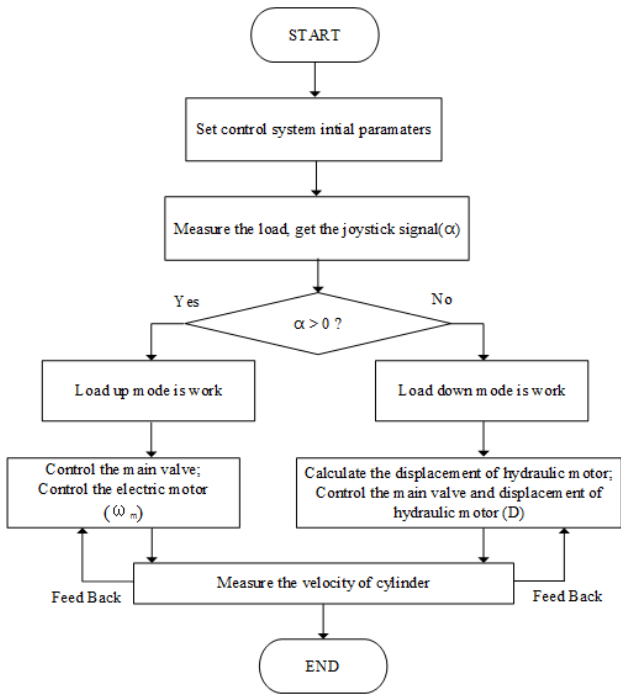 START
Set control system intial paramaters
Measure the load, get the joystick signal(α)
Yes
No
α > 0 ?
Load up mode is work
Load down mode is work
Control the main valve;
Control the electric motor
(ω m)
Calculate the displacement of hydraulic motor;
Control the main valve and displacement of
hydraulic motor (D)
Measure the velocity of cylinder
Feed Back
Feed Back
END